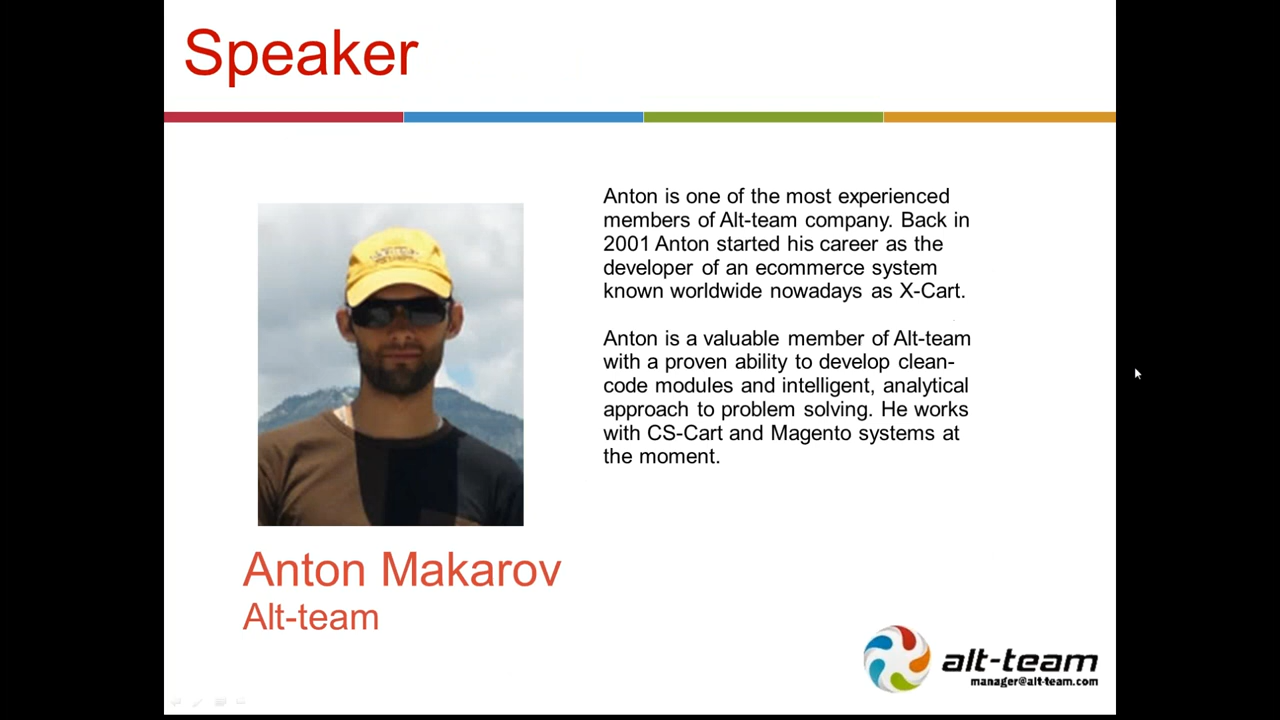 Speaker
Anton is one of the most experienced
members of Alt-team company. Back in
2001 Anton started his career as the
developer of an ecommerce system
known worldwide nowadays as X-Cart.
Anton is a valuable member of Alt-team
with a proven ability to develop clean-
code modules and intelligent, analytical
approach to problem solving. He works
with CS-Cart and Magento systems at
the moment.
Anton Makarov
Alt-team
alt-team
manager@alt-team.com